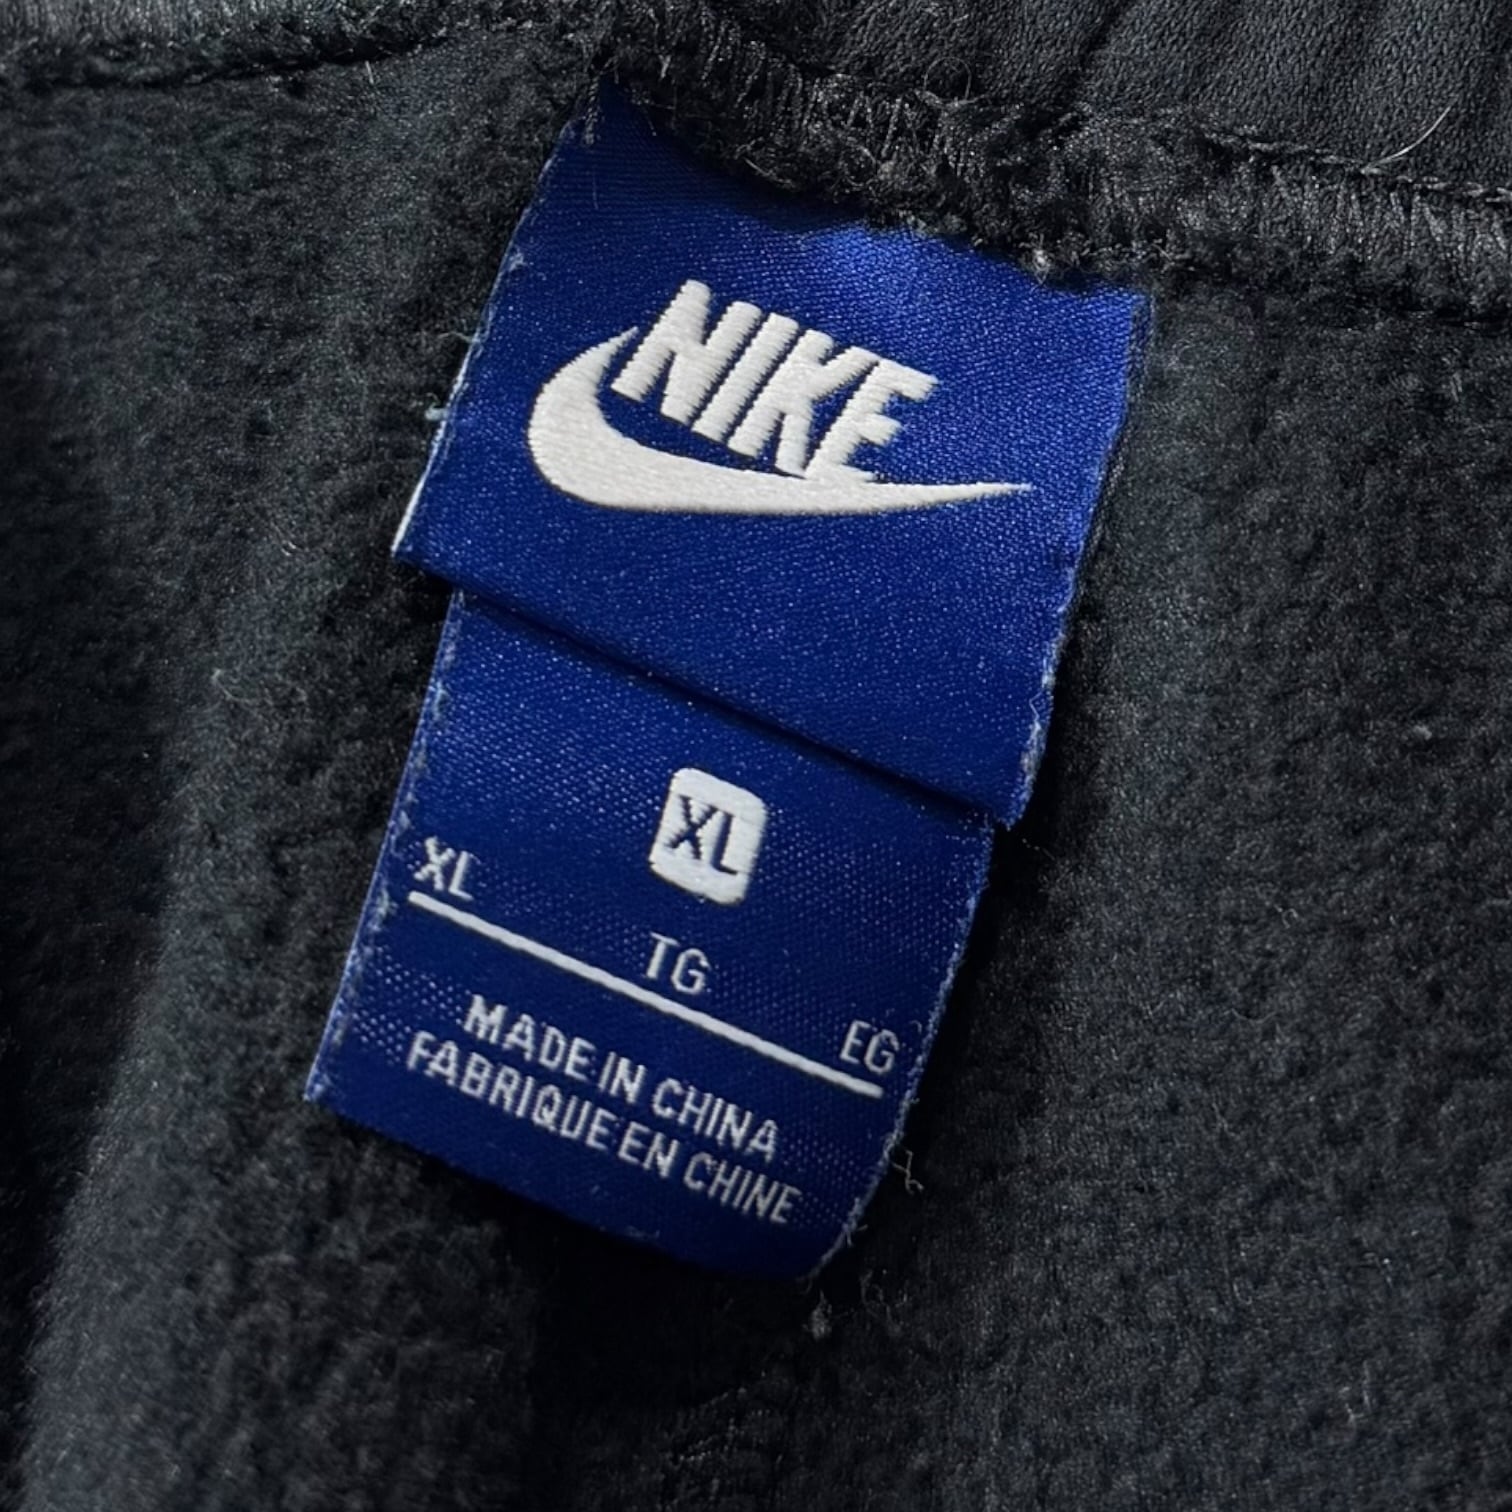 NIKE
XL
XL
TG
EG
MADE IN CHINA
FABRIQUE EN CHINE